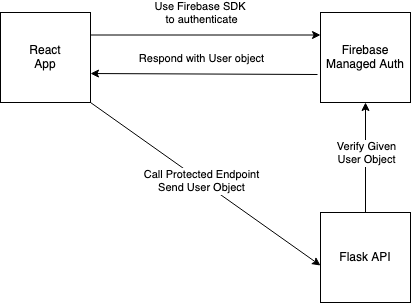 Use Firebase SDK
to authenticate
React
App
Firebase
Managed Auth
Respond with User object
Verify Given
User Object
Call Protected Endpoint
Send User Object
Flask API